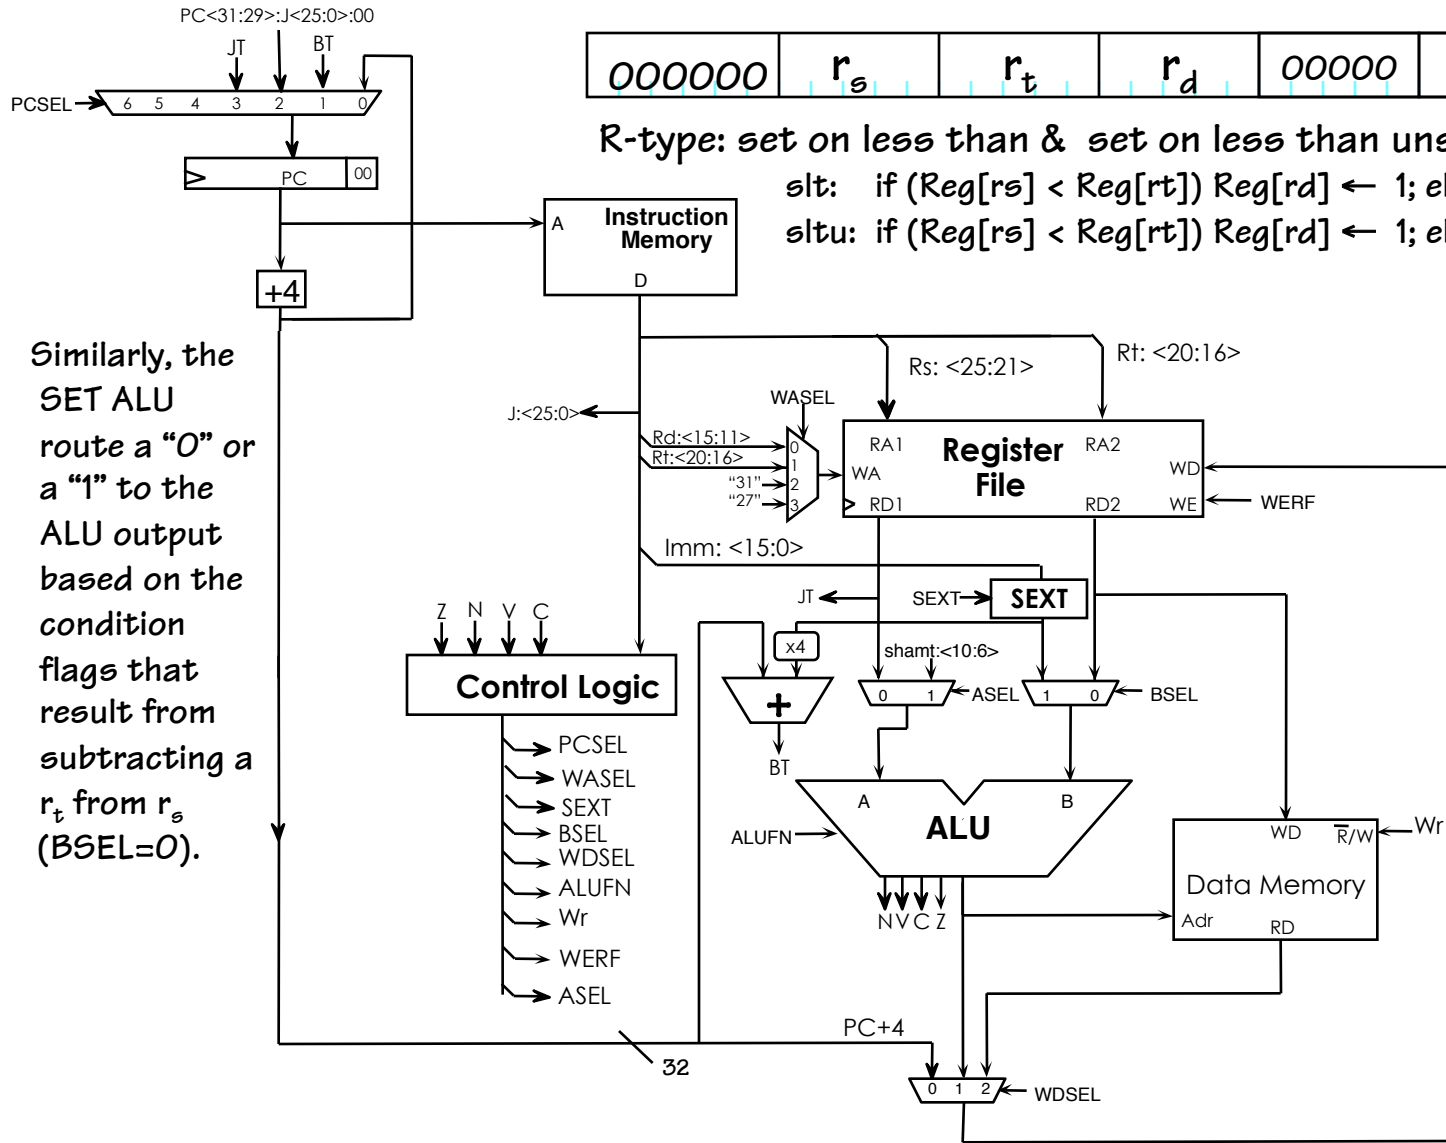 PC<31:29>:J<25:0>:00
JT
BT
PCSEL
6 5 4 3 2 1 0
PC
00
+4
000000
rs
rt
rd
00000
R-type: set on less than & set on less than uns
slt: if (Reg[rs] < Reg[rt]) Reg[rd] ← 1; el
sltu: if (Reg[rs] < Reg[rt]) Reg[rd] ← 1; el
A
Instruction
Memory
D
Similarly, the
SET ALU
route a “0” or
a “1” to the
ALU output
based on the
condition
flags that
result from
subtracting a
rt from rs
(BSEL=0).
Rs: <25:21>
Rt: <20:16>
J:<25:0>
WASEL
Rd:<15:11>
Rt:<20:16>
“31”
“27”
0
1
2
3
RA1
Register
File
RA2
WA
WD
RD1
RD2
WE
WERF
Imm: <15:0>
JT
SEXT
SEXT
Z N V C
x4
shamt:<10:6>
Control Logic
+
0 1
ASEL
1 0
BSEL
BT
PCSEL
WASEL
SEXT
BSEL
WDSEL
ALUFN
Wr
WERF
ASEL
A
B
ALU
ALUFN
N V C Z
WD
R/W
Wr
Data Memory
Adr
RD
PC+4
32
0 1 2
WDSEL